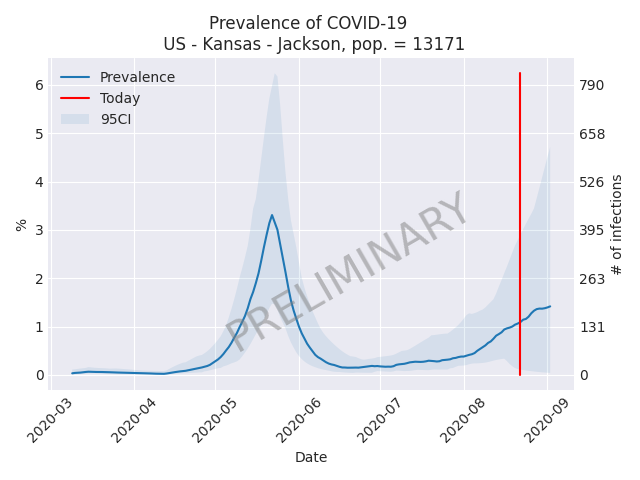 Prevalence of COVID-19
US - Kansas - Jackson, pop. = 13171
Prevalence
Today
95CI
PRELIMINARY
%
6
5
4
3
2
1
0
790
658
526
395
263
131
0
# of infections
2020-03
2020-04
2020-05
2020-06
2020-07
2020-08
2020-09
Date